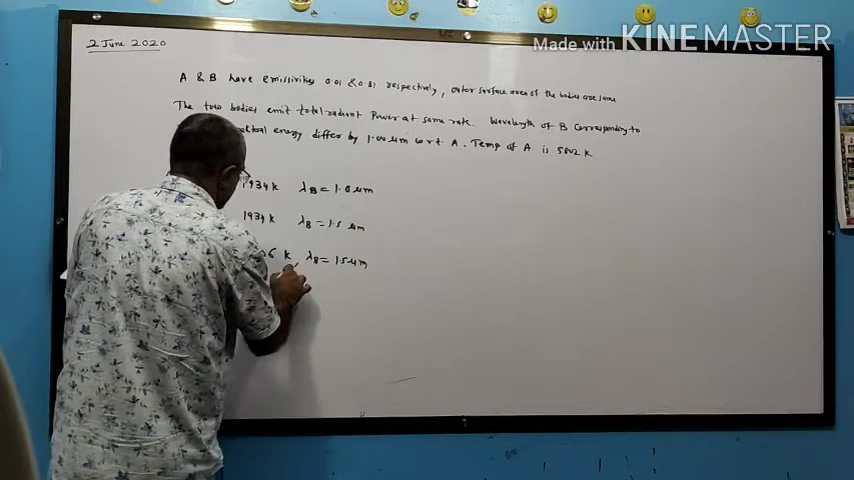 Made with KINEMASTER
2 June 2020
A & B have emissivities 0.01 & 0.81 respectively, outer surface area of the bodies are same
The two bodies emit total radiant Power at same rate. Wavelength of B Corresponding to
energy differ by 1.00 μm w.r.t A. Temp of A is 5802 K
1934 K λB = 1.0 μm
1934 K λB = 1.5 μm
K λB = 1.5 μm